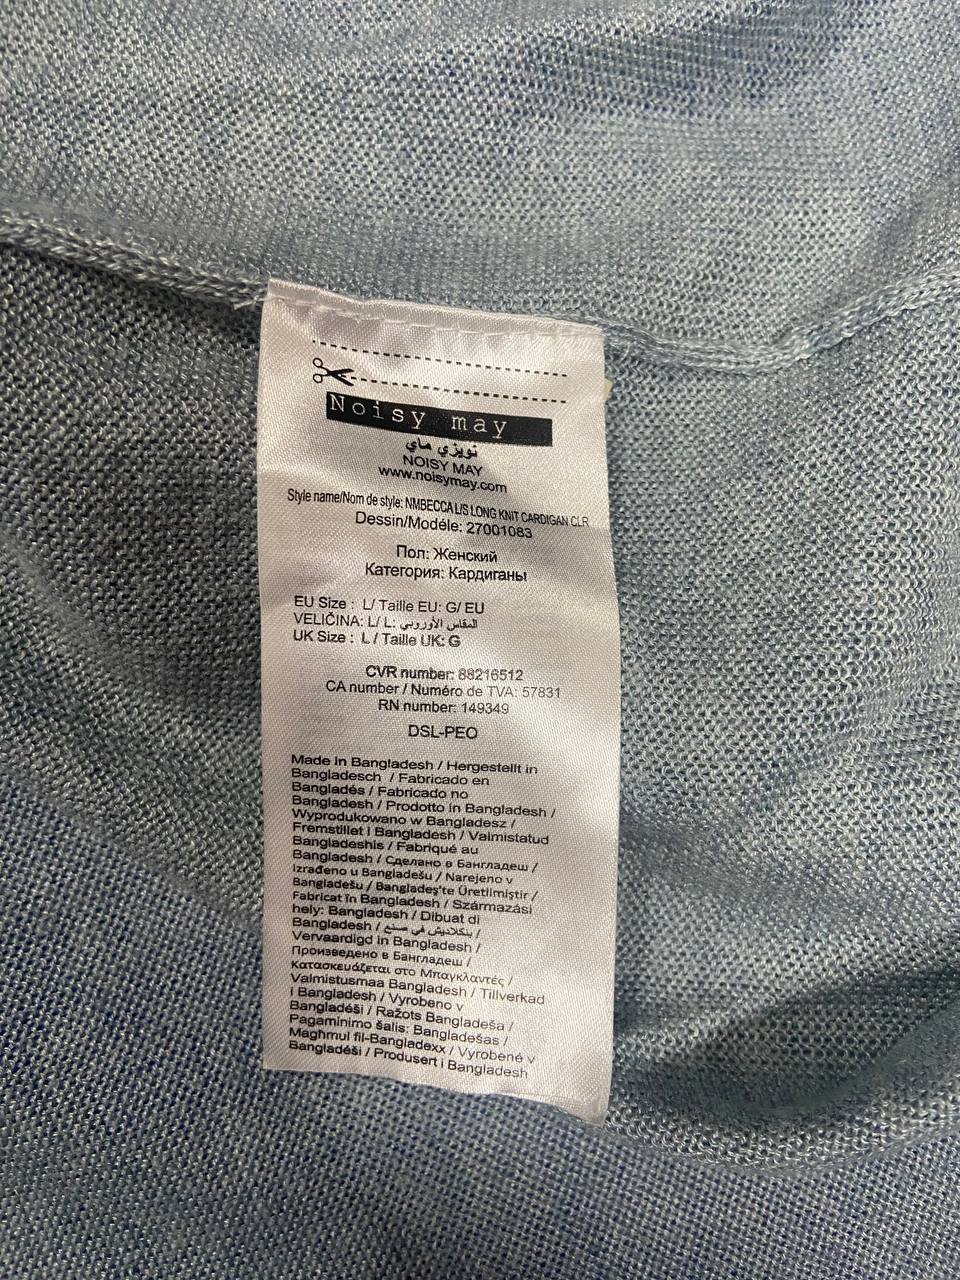 Noisy may
نويزي ماي
NOISY MAY
www.noisymay.com
Style name/Nom de style: NMBECCA L/S LONG KNIT CARDIGAN CLR
Dessin/Modéle: 27001083
Пол: Женский
Категория: Кардиганы
EU Size : L/ Taille EU: G/ EU
VELIČINA: L/ L: المقاس الأوروبي
UK Size : L / Taille UK: G
CVR number: 88216512
CA number / Numéro de TVA: 57831
RN number: 149349
DSL-PEO
Made in Bangladesh / Hergestellt in
Bangladesch / Fabricado en
Bangladés / Fabricado no
Bangladesh / Prodotto in Bangladesh /
Wyprodukowano w Bangladesz /
Fremstillet i Bangladesh / Valmistatud
Bangladeshis / Fabriqué au
Bangladesh / Сделано в Бангладеш /
Izrađeno u Bangladešu / Narejeno v
Bangladešu / Bangladeş'te Üretilmiştir /
Fabricat în Bangladesh / Származási
hely: Bangladesh / Dibuat di
Bangladesh / بنكلاديش في صنع /
Vervaardigd in Bangladesh /
Произведено в Бангладеш /
Κατασκευάζεται στο Μπαγκλαντές /
Valmistusmaa Bangladesh / Tillverkad
i Bangladesh / Vyrobeno v
Bangladéši / Ražots Bangladeša /
Pagaminimo šalis: Bangladešas /
Magħmul fil-Bangladexx / Vyrobené v
Bangladéši / Produsert i Bangladesh